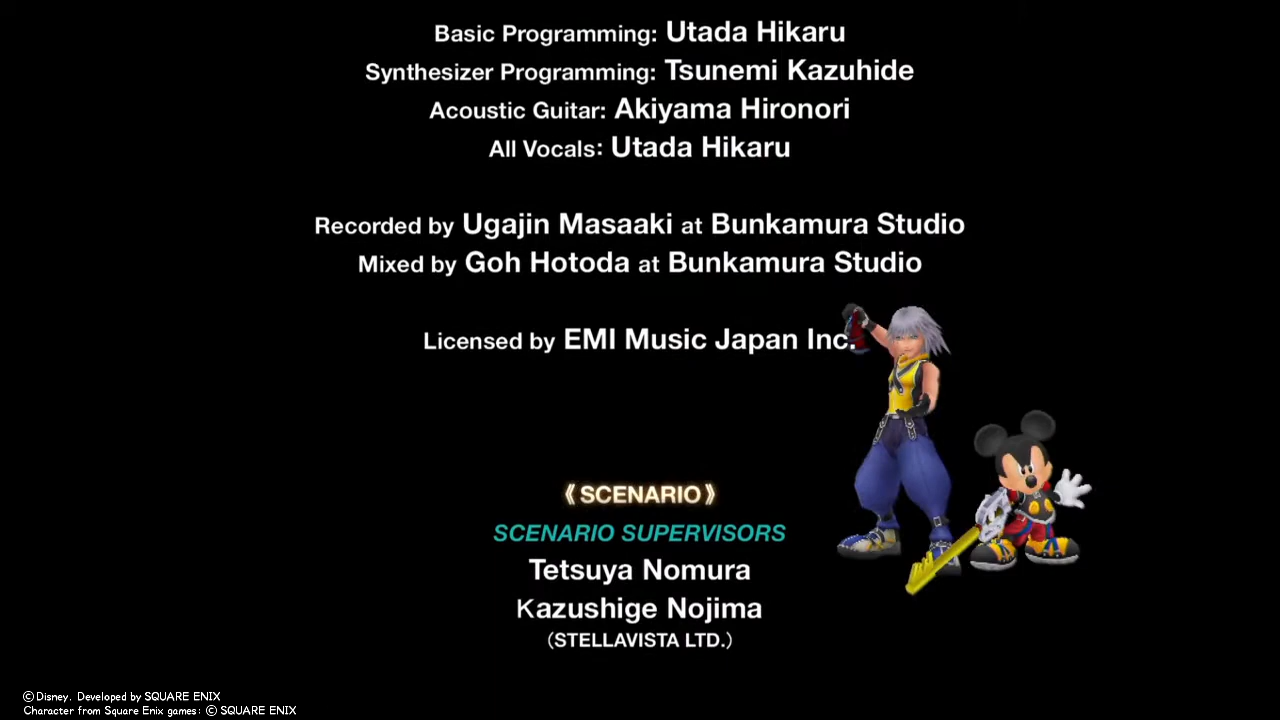 Basic Programming: Utada Hikaru
Synthesizer Programming: Tsunemi Kazuhide
Acoustic Guitar: Akiyama Hironori
All Vocals: Utada Hikaru
Recorded by Ugajin Masaaki at Bunkamura Studio
Mixed by Goh Hotoda at Bunkamura Studio
Licensed by EMI Music Japan Inc.
《SCENARIO》
SCENARIO SUPERVISORS
Tetsuya Nomura
Kazushige Nojima
(STELLAVISTA LTD.)
©Disney. Developed by SQUARE ENIX
Character from Square Enix games: © SQUARE ENIX